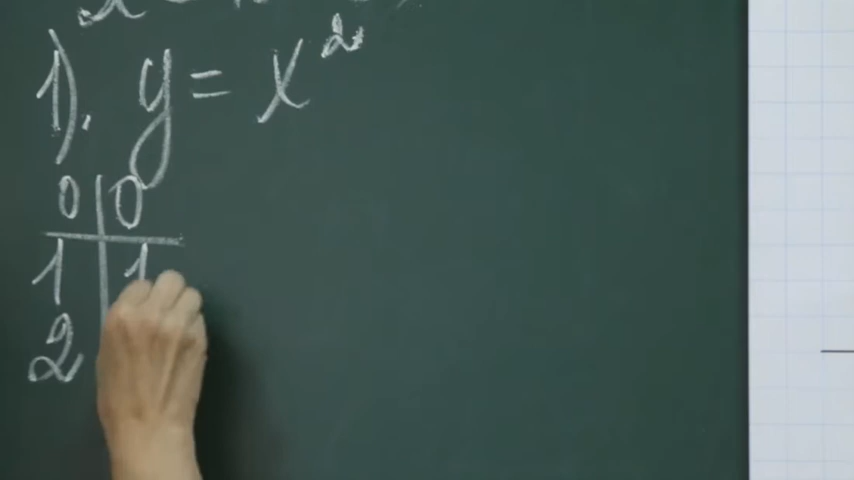 1). y = x²
0 | 0
1 | 1
2 |